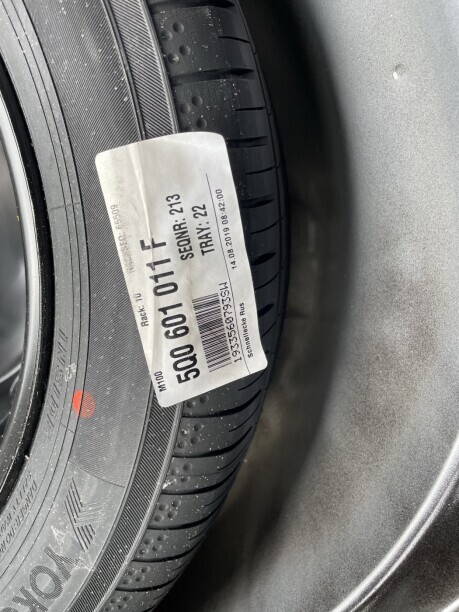 M100
Rack: 10
5Q0 601 011 F
SEQNR: 213
TRAY: 22
1933560793SW
14.08.2019 08:42:00
Schnellecke Rus